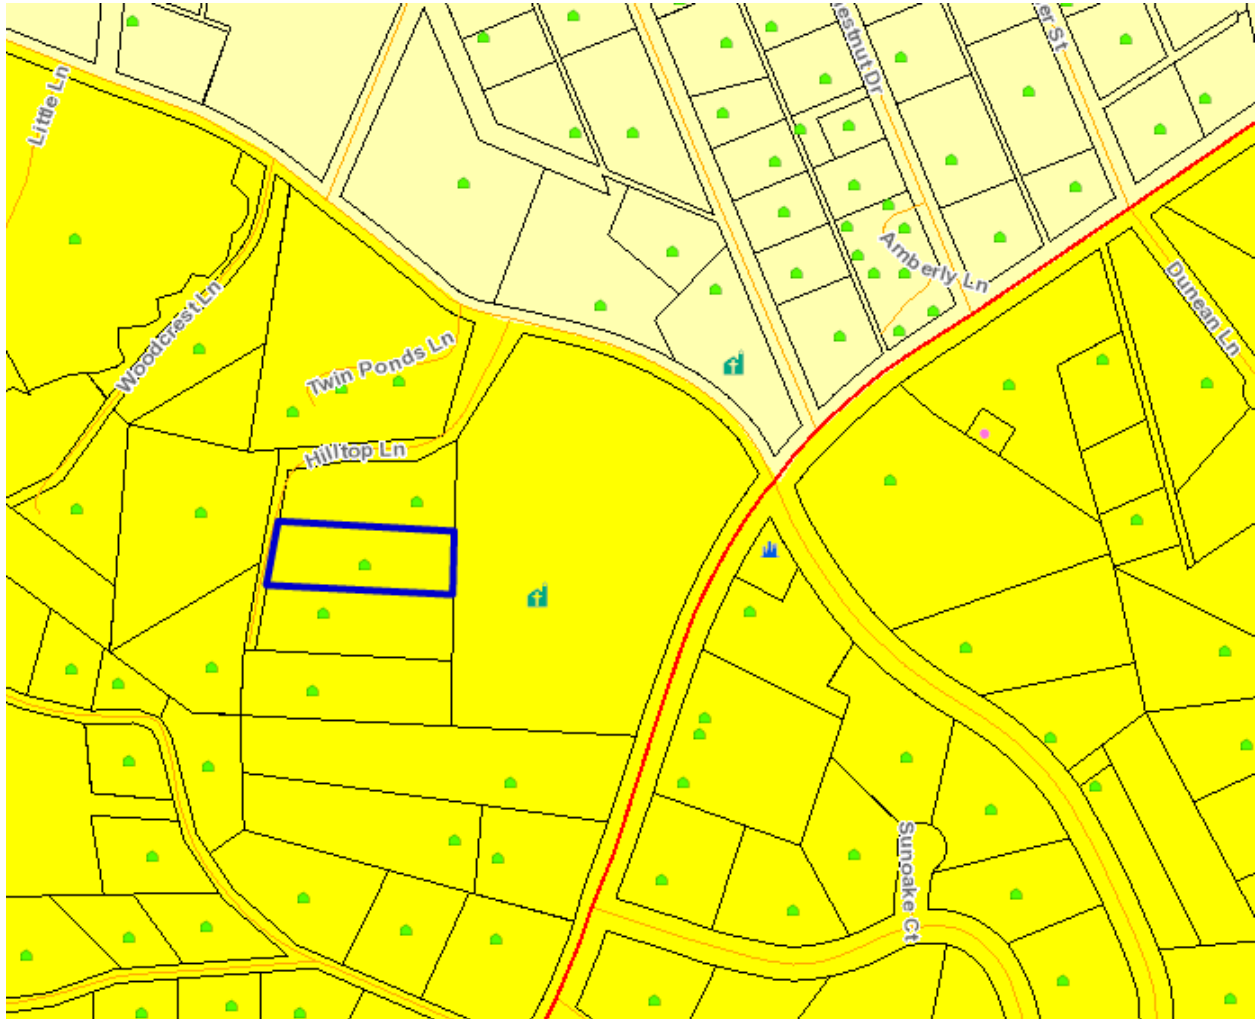 Little Ln
estnut Dr
er St
Amberly Ln
Dunean Ln
Woodcrest Ln
Twin Ponds Ln
Hilltop Ln
Sunoake Ct